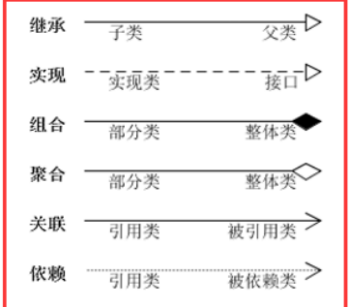 继承 子类 父类
实现 实现类 接口
组合 部分类 整体类
聚合 部分类 整体类
关联 引用类 被引用类
依赖 引用类 被依赖类